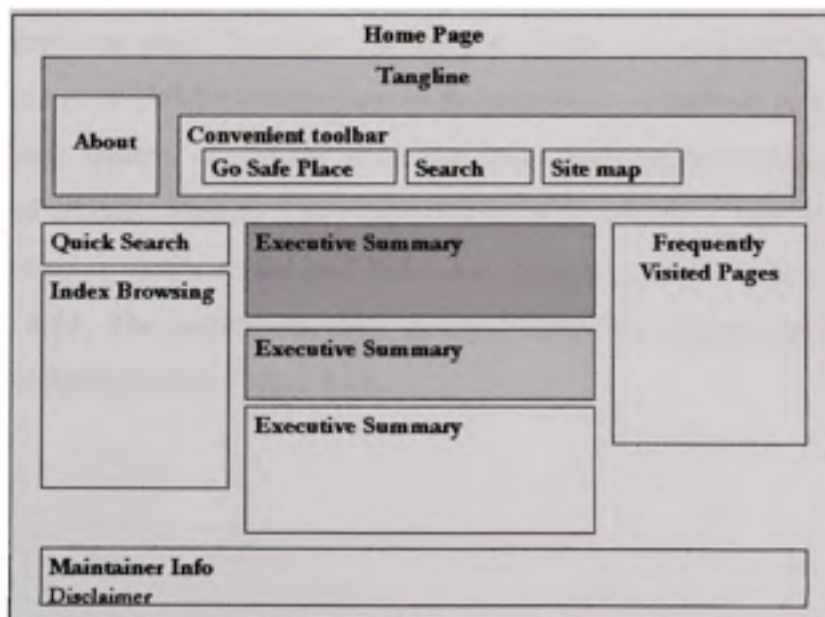 Home Page
Tangline
About
Convenient toolbar
Go Safe Place
Search
Site map
Quick Search
Index Browsing
Executive Summary
Executive Summary
Executive Summary
Frequently
Visited Pages
Maintainer Info
Disclaimer